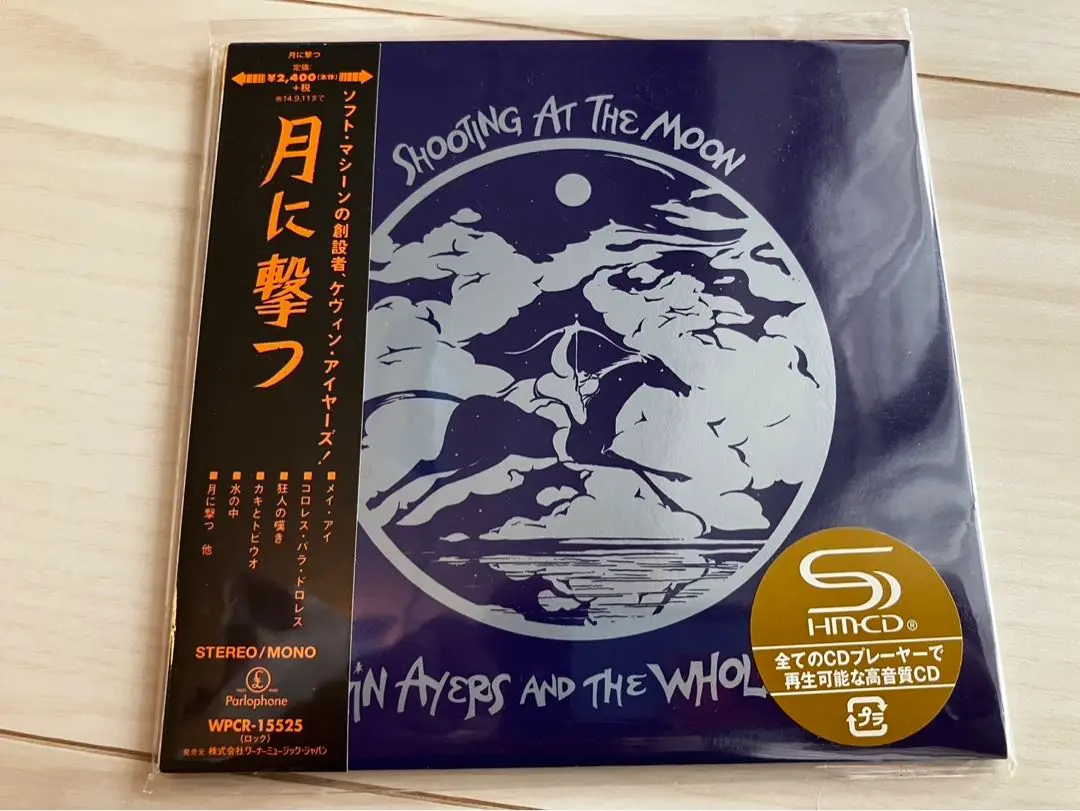 月に撃つ
定価:
¥2,400(本体)
+税
14.9.11まで
月に撃つ
ソフト・マシーンの創設者、ケヴィン・アイヤーズ!
■メイ・アイ
■コロレス・パラ・ドロレス
■狂人の嘆き
■カキとトビウオ
■水の中
■月に撃つ 他
STEREO/MONO
Parlophone
WPCR-15525
(ロック)
発売元 株式会社ワーナーミュージック・ジャパン
SHOOTING AT THE MOON
AYERS AND THE WHOL
SHM-CD®
全てのCDプレーヤーで
再生可能な高音質CD
プラ